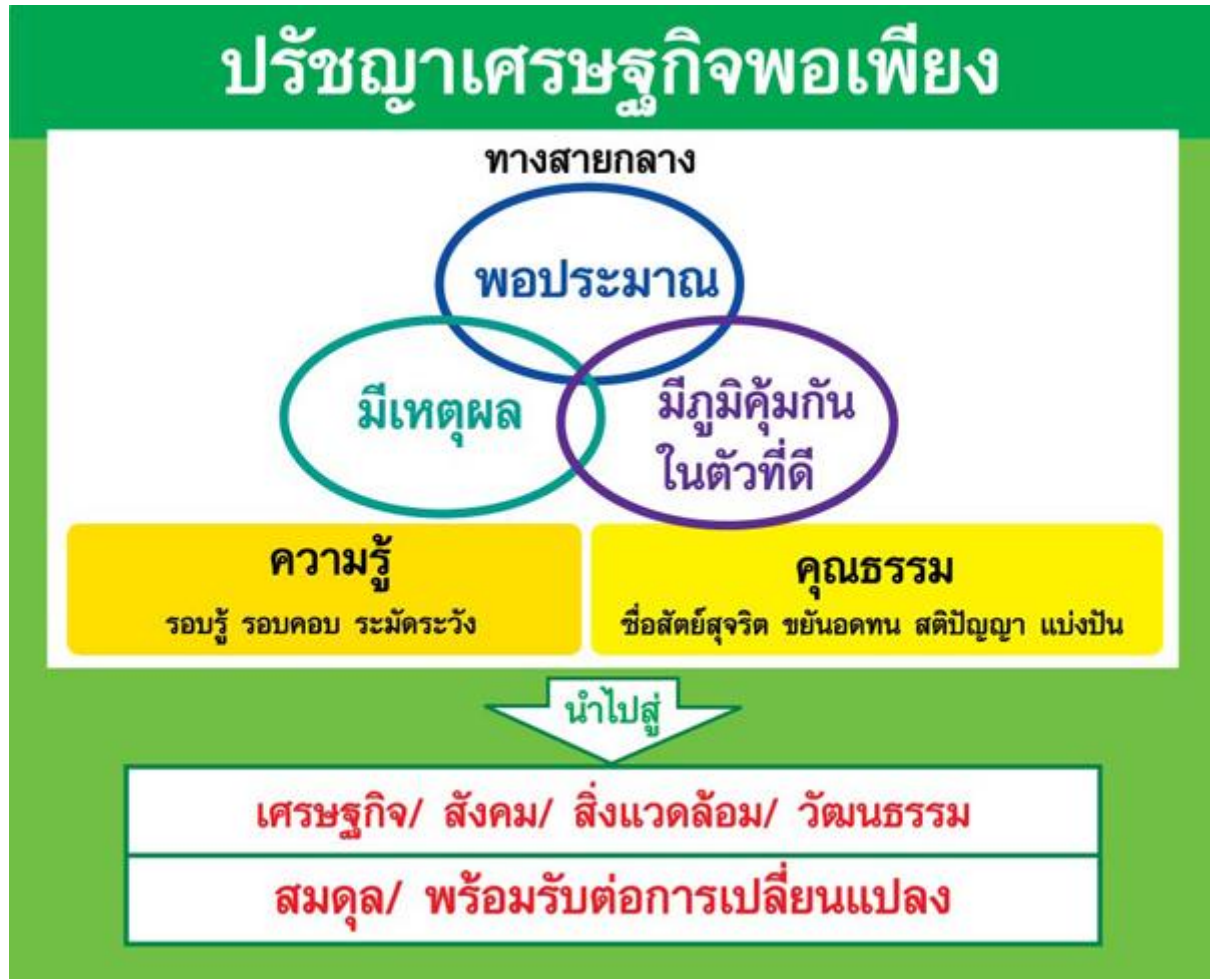 ปรัชญาเศรษฐกิจพอเพียง
ทางสายกลาง
พอประมาณ
มีเหตุผล
มีภูมิคุ้มกัน
ในตัวที่ดี
ความรู้
รอบรู้ รอบคอบ ระมัดระวัง
คุณธรรม
ซื่อสัตย์สุจริต ขยันอดทน สติปัญญา แบ่งปัน
นำไปสู่
เศรษฐกิจ/ สังคม/ สิ่งแวดล้อม/ วัฒนธรรม
สมดุล/ พร้อมรับต่อการเปลี่ยนแปลง